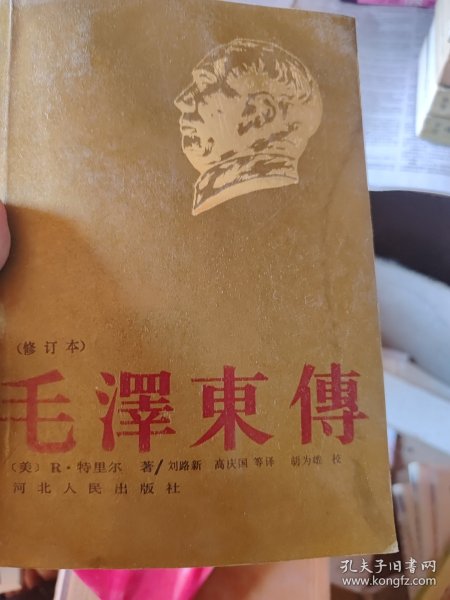 （修订本）
毛澤東傳
〔美〕R·特里尔 著/刘路新 高庆国 等译 胡为雄 校
河北人民出版社
孔夫子旧书网
www.kongfz.com